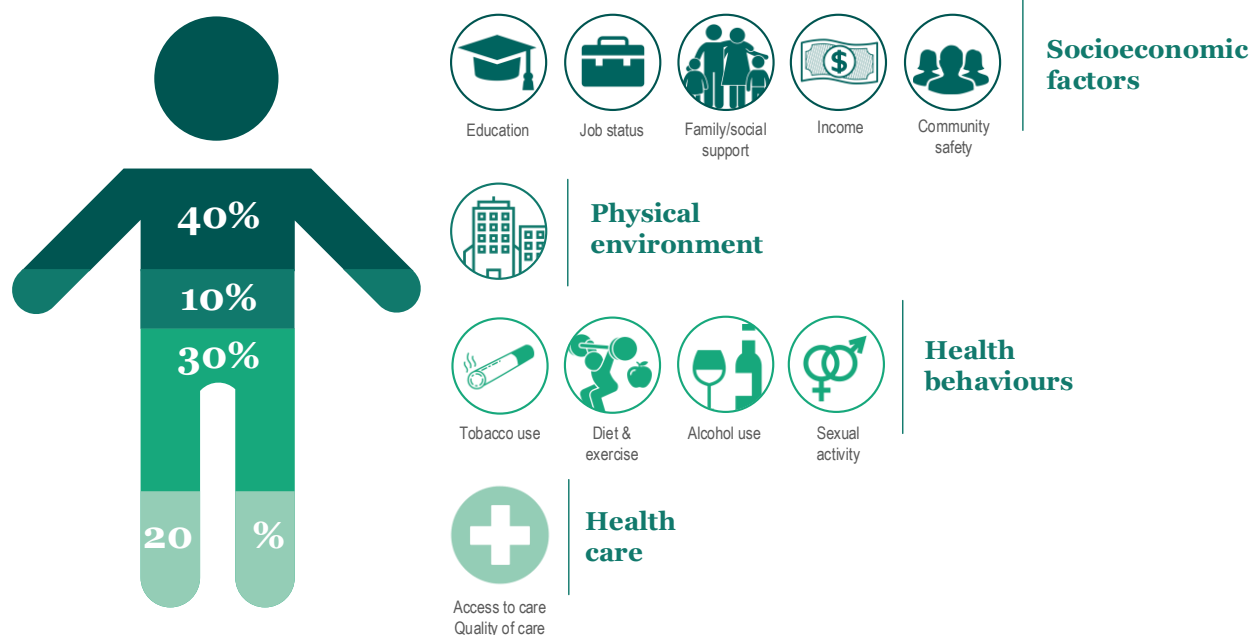 40%
10%
30%
20 %
Education
Job status
Family/social
support
Income
Community
safety
Socioeconomic
factors
$
Physical
environment
Tobacco use
Diet &
exercise
Alcohol use
Sexual
activity
Health
behaviours
Health
care
Access to care
Quality of care